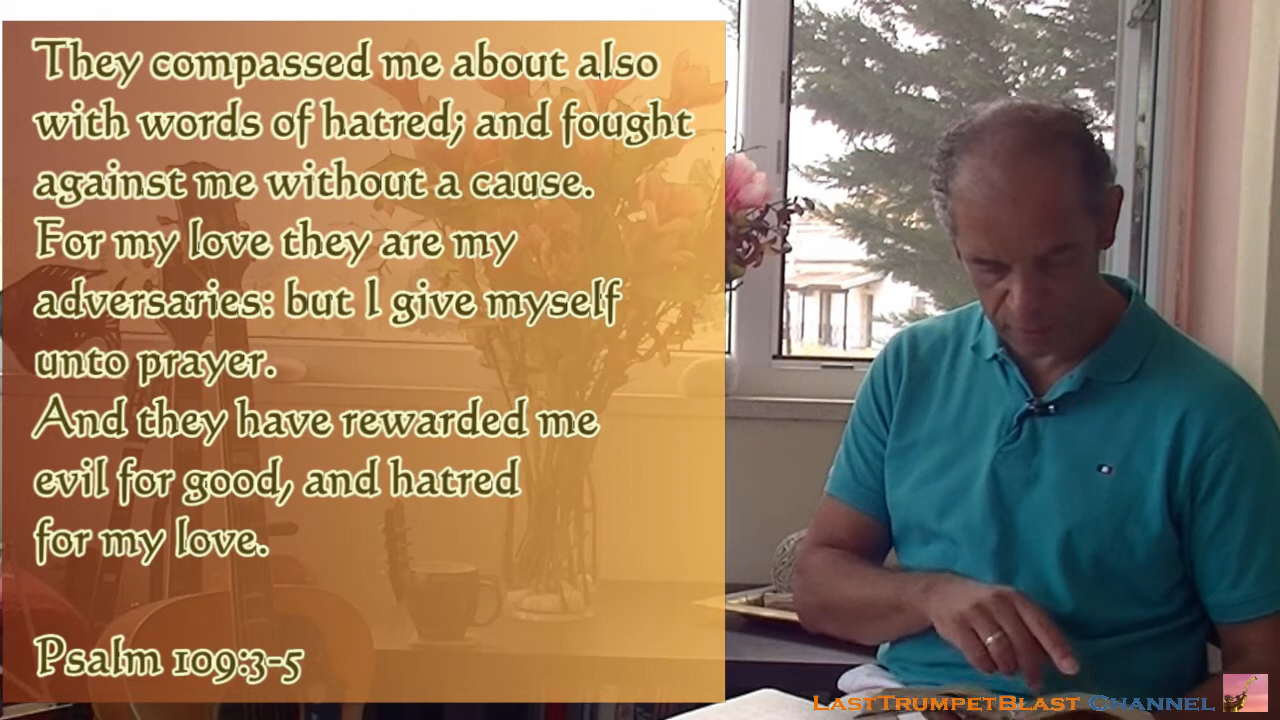 They compassed me about also
with words of hatred; and fought
against me without a cause.
For my love they are my
adversaries: but I give myself
unto prayer.
And they have rewarded me
evil for good, and hatred
for my love.
Psalm 109:3-5
LastTrumpetBlast Channel